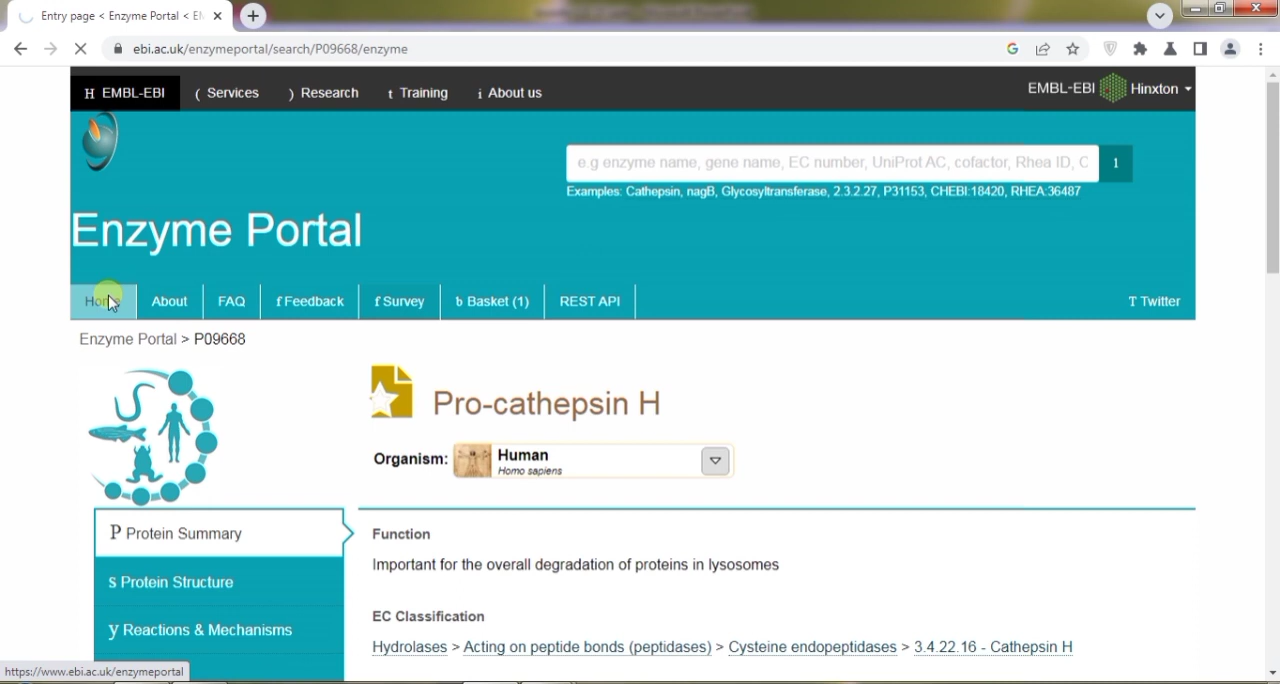 Entry page < Enzyme Portal < EM
ebi.ac.uk/enzymeportal/search/P09668/enzyme
H EMBL-EBI ( Services ) Research t Training i About us EMBL-EBI Hinxton
e.g enzyme name, gene name, EC number, UniProt AC, cofactor, Rhea ID, C 1
Examples: Cathepsin, nagB, Glycosyltransferase, 2.3.2.27, P31153, CHEBI:18420, RHEA:36487
Enzyme Portal
Home About FAQ f Feedback f Survey b Basket (1) REST API T Twitter
Enzyme Portal > P09668
Pro-cathepsin H
Organism: Human
Homo sapiens
P Protein Summary
s Protein Structure
y Reactions & Mechanisms
Function
Important for the overall degradation of proteins in lysosomes
EC Classification
Hydrolases > Acting on peptide bonds (peptidases) > Cysteine endopeptidases > 3.4.22.16 - Cathepsin H
https://www.ebi.ac.uk/enzymeportal